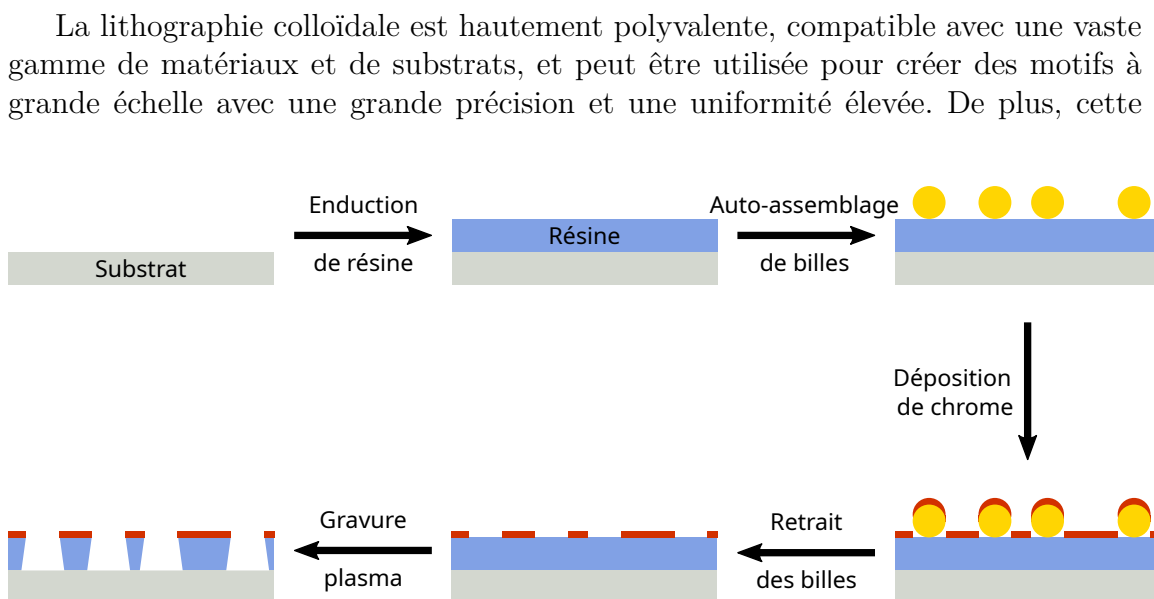 La lithographie colloïdale est hautement polyvalente, compatible avec une vaste
gamme de matériaux et de substrats, et peut être utilisée pour créer des motifs à
grande échelle avec une grande précision et une uniformité élevée. De plus, cette
Substrat
Enduction
de résine
Résine
Auto-assemblage
de billes
Déposition
de chrome
Retrait
des billes
Gravure
plasma